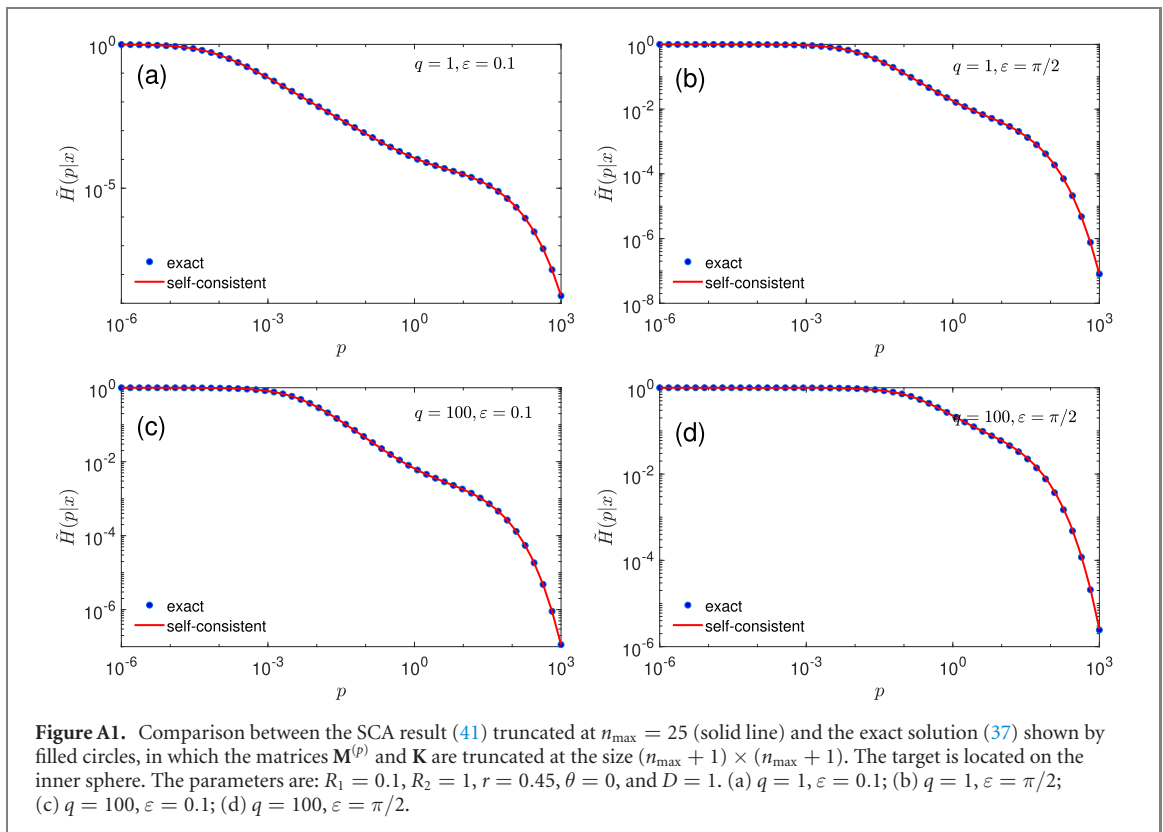 10^0
(a)
q = 1, ε = 0.1
H̃(p|x)
10^-5
exact
self-consistent
10^-6
10^-3
10^0
10^3
p
10^0
(b)
q = 1, ε = π/2
10^-2
H̃(p|x)
10^-4
10^-6
exact
self-consistent
10^-8
10^-6
10^-3
10^0
10^3
p
10^0
(c)
q = 100, ε = 0.1
10^-2
H̃(p|x)
10^-4
10^-6
exact
self-consistent
10^-6
10^-3
10^0
10^3
p
10^0
(d)
q = 100, ε = π/2
10^-2
H̃(p|x)
10^-4
exact
self-consistent
10^-6
10^-6
10^-3
10^0
10^3
p
Figure A1. Comparison between the SCA result (41) truncated at n_max = 25 (solid line) and the exact solution (37) shown by
filled circles, in which the matrices M^(p) and K are truncated at the size (n_max + 1) × (n_max + 1). The target is located on the
inner sphere. The parameters are: R_1 = 0.1, R_2 = 1, r = 0.45, θ = 0, and D = 1. (a) q = 1, ε = 0.1; (b) q = 1, ε = π/2;
(c) q = 100, ε = 0.1; (d) q = 100, ε = π/2.